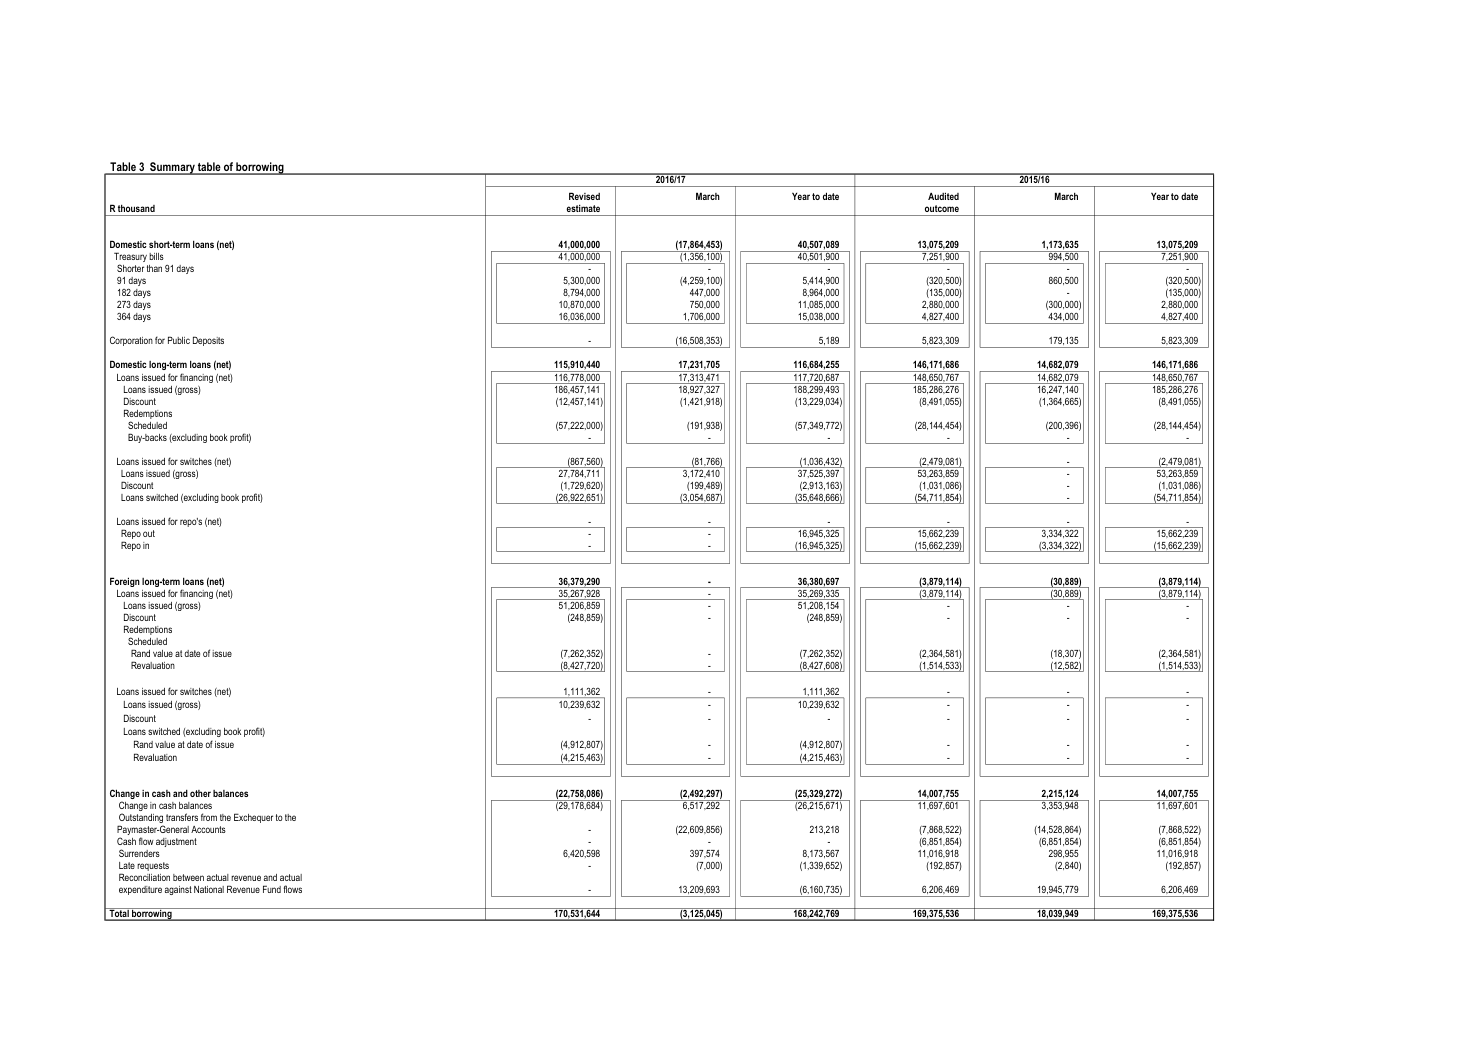 Table 3 Summary table of borrowing
2016/17 2015/16
Revised March Year to date Audited March Year to date
R thousand estimate outcome
Domestic short-term loans (net) 41,000,000 (17,864,453) 40,507,089 13,075,209 1,173,635 13,075,209
Treasury bills 41,000,000 (1,356,100) 40,501,900 7,251,900 994,500 7,251,900
Shorter than 91 days - - - - - -
91 days 5,300,000 (4,259,100) 5,414,900 (320,500) 860,500 (320,500)
182 days 8,794,000 447,000 8,964,000 (135,000) - (135,000)
273 days 10,870,000 750,000 11,085,000 2,880,000 (300,000) 2,880,000
364 days 16,036,000 1,706,000 15,038,000 4,827,400 434,000 4,827,400
Corporation for Public Deposits - (16,508,353) 5,189 5,823,309 179,135 5,823,309
Domestic long-term loans (net) 115,910,440 17,231,705 116,684,255 146,171,686 14,682,079 146,171,686
Loans issued for financing (net) 116,778,000 17,313,471 117,720,687 148,650,767 14,682,079 148,650,767
Loans issued (gross) 186,457,141 18,927,327 188,299,493 185,286,276 16,247,140 185,286,276
Discount (12,457,141) (1,421,918) (13,229,034) (8,491,055) (1,364,665) (8,491,055)
Redemptions
Scheduled (57,222,000) (191,938) (57,349,772) (28,144,454) (200,396) (28,144,454)
Buy-backs (excluding book profit) - - - - - -
Loans issued for switches (net) (867,560) (81,766) (1,036,432) (2,479,081) - (2,479,081)
Loans issued (gross) 27,784,711 3,172,410 37,525,397 53,263,859 - 53,263,859
Discount (1,729,620) (199,489) (2,913,163) (1,031,086) - (1,031,086)
Loans switched (excluding book profit) (26,922,651) (3,054,687) (35,648,666) (54,711,854) - (54,711,854)
Loans issued for repo's (net) - - - - - -
Repo out - - 16,945,325 15,662,239 3,334,322 15,662,239
Repo in - - (16,945,325) (15,662,239) (3,334,322) (15,662,239)
Foreign long-term loans (net) 36,379,290 - 36,380,697 (3,879,114) (30,889) (3,879,114)
Loans issued for financing (net) 35,267,928 - 35,269,335 (3,879,114) (30,889) (3,879,114)
Loans issued (gross) 51,206,859 - 51,208,154 - - -
Discount (248,859) - (248,859) - - -
Redemptions
Scheduled
Rand value at date of issue (7,262,352) - (7,262,352) (2,364,581) (18,307) (2,364,581)
Revaluation (8,427,720) - (8,427,608) (1,514,533) (12,582) (1,514,533)
Loans issued for switches (net) 1,111,362 - 1,111,362 - - -
Loans issued (gross) 10,239,632 - 10,239,632 - - -
Discount - - - - - -
Loans switched (excluding book profit)
Rand value at date of issue (4,912,807) - (4,912,807) - - -
Revaluation (4,215,463) - (4,215,463) - - -
Change in cash and other balances (22,758,086) (2,492,297) (25,329,272) 14,007,755 2,215,124 14,007,755
Change in cash balances (29,178,684) 6,517,292 (26,215,671) 11,697,601 3,353,948 11,697,601
Outstanding transfers from the Exchequer to the
Paymaster-General Accounts - (22,609,856) 213,218 (7,868,522) (14,528,864) (7,868,522)
Cash flow adjustment - - - (6,851,854) (6,851,854) (6,851,854)
Surrenders 6,420,598 397,574 8,173,567 11,016,918 298,955 11,016,918
Late requests - (7,000) (1,339,652) (192,857) (2,840) (192,857)
Reconciliation between actual revenue and actual
expenditure against National Revenue Fund flows - 13,209,693 (6,160,735) 6,206,469 19,945,779 6,206,469
Total borrowing 170,531,644 (3,125,045) 168,242,769 169,375,536 18,039,949 169,375,536